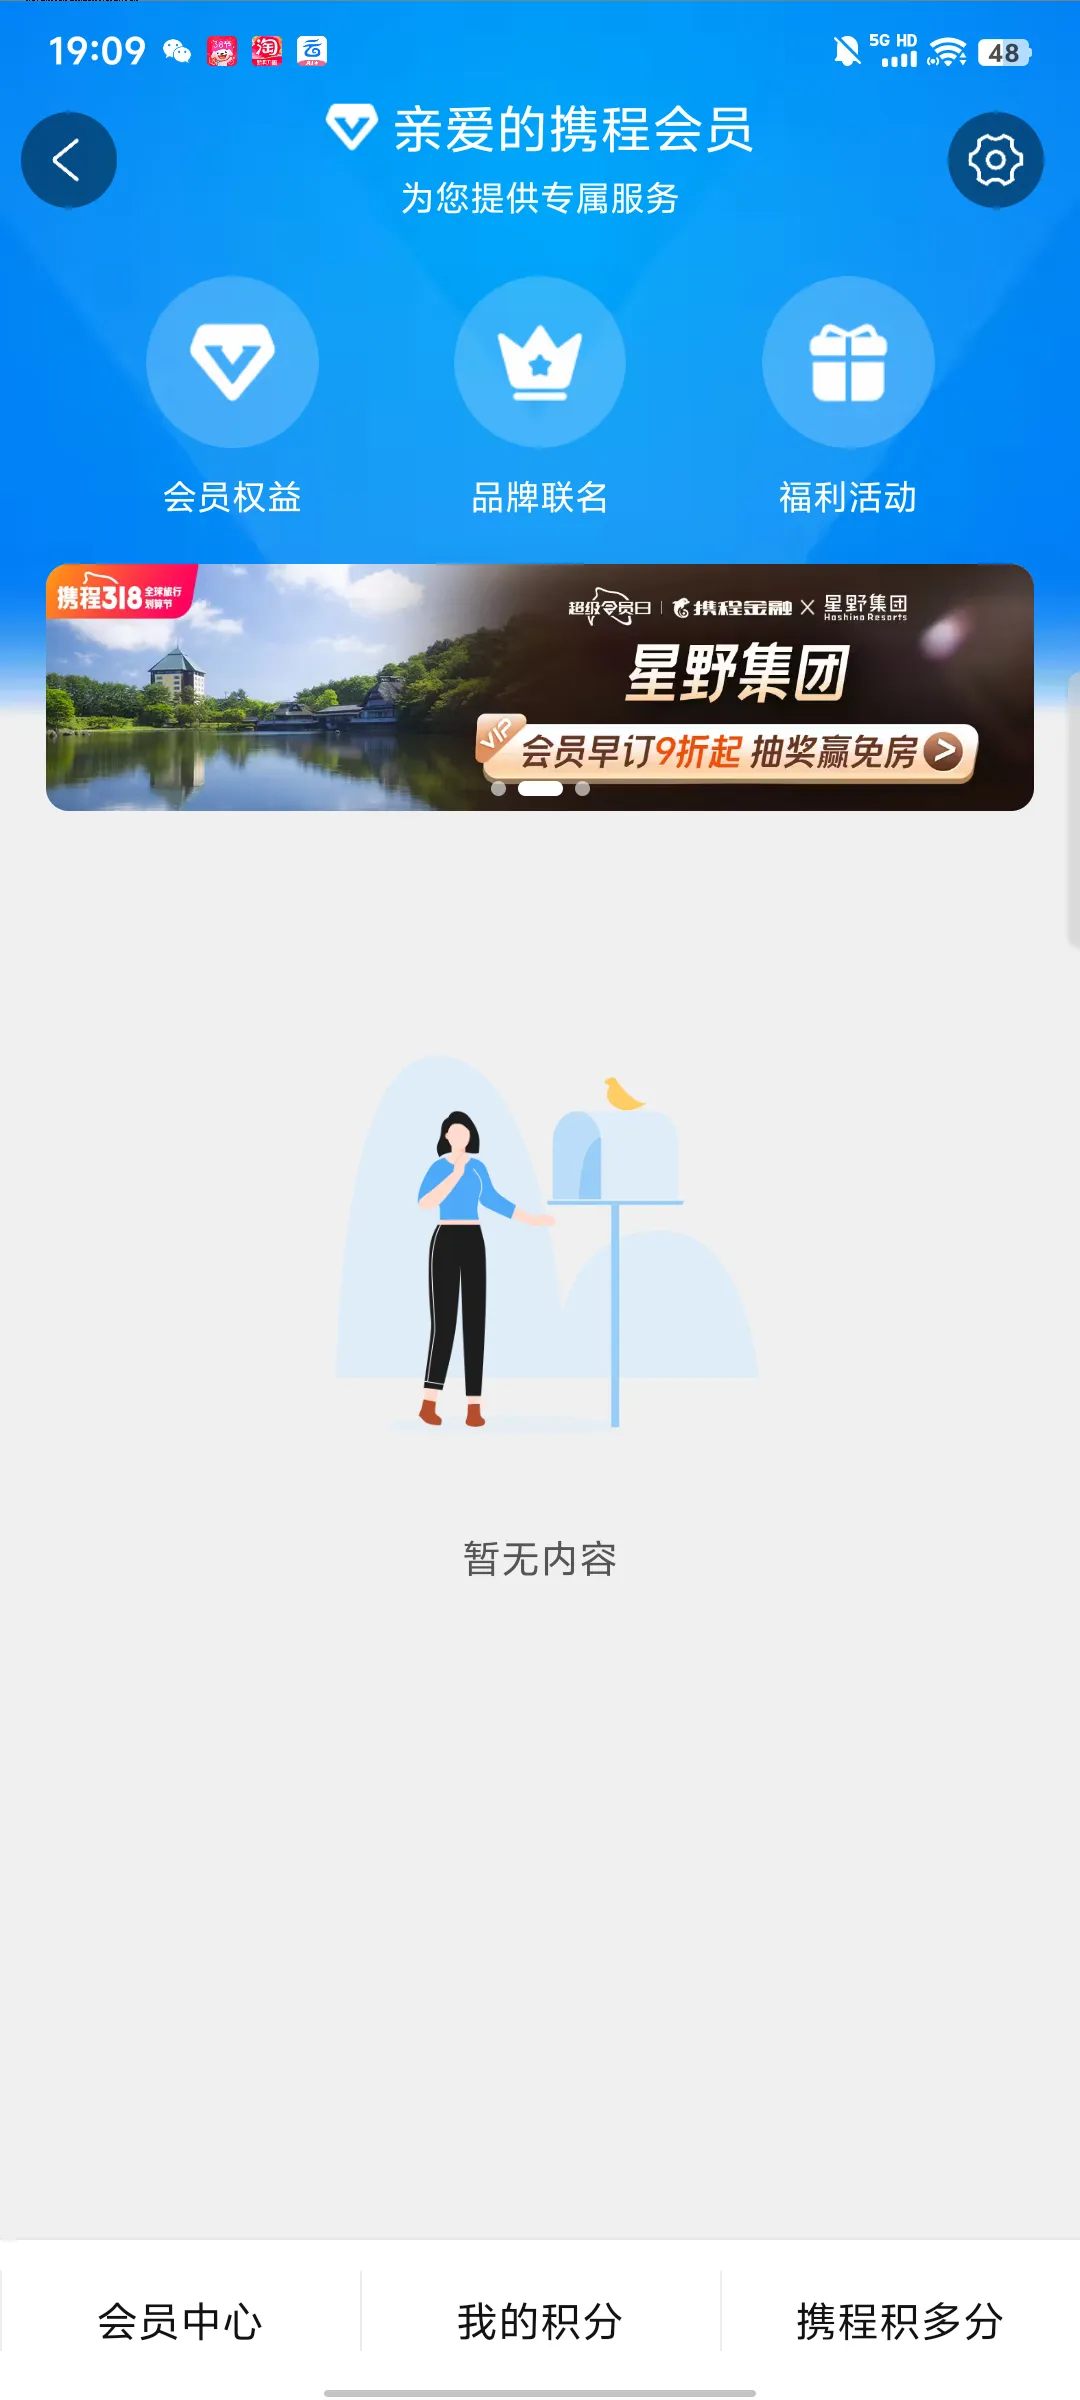 19:09
5G HD
48
亲爱的携程会员
为您提供专属服务
会员权益
品牌联名
福利活动
携程318 全球旅行划算节
超级会员日 | 携程金融 × 星野集团 Hoshino Resorts
星野集团
VIP 会员早订9折起 抽奖赢免房 >
暂无内容
会员中心
我的积分
携程积多分